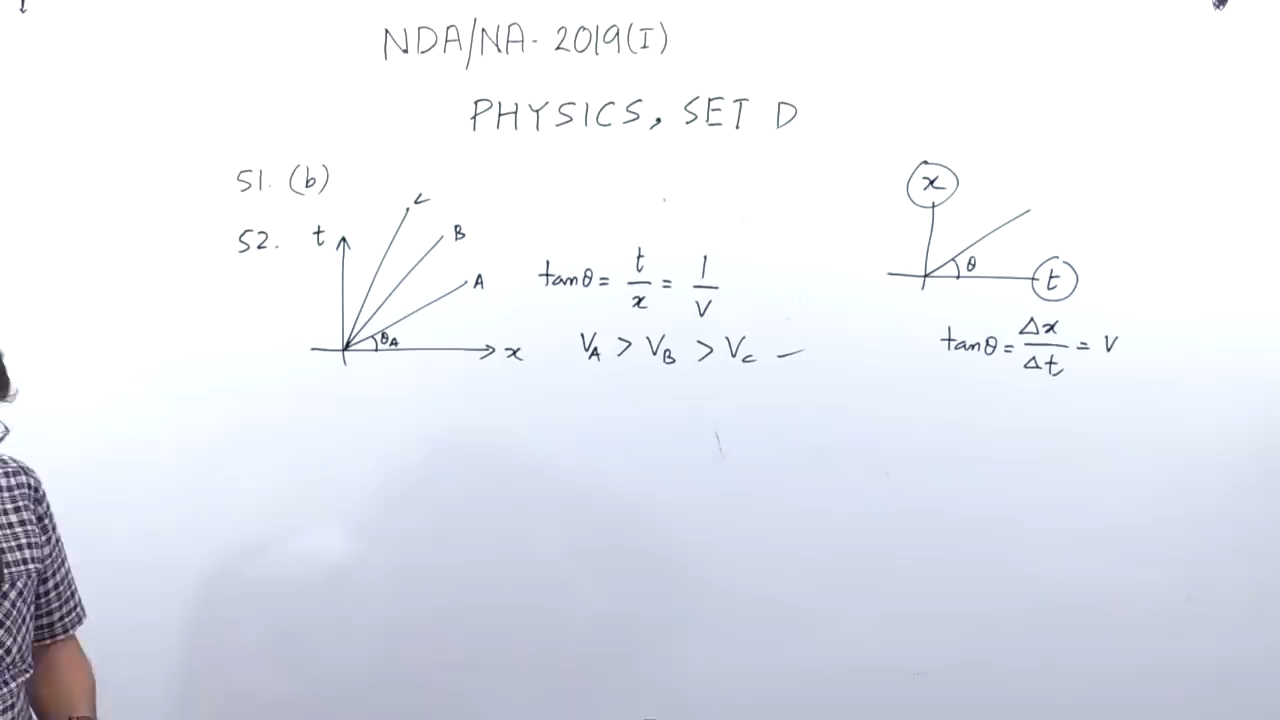 NDA/NA- 2019(I)
PHYSICS, SET D
51. (b)
52.
t
C
B
A
θA
x
tanθ = t/x = 1/V
VA > VB > VC —
x
θ
t
tanθ = Δx/Δt = V